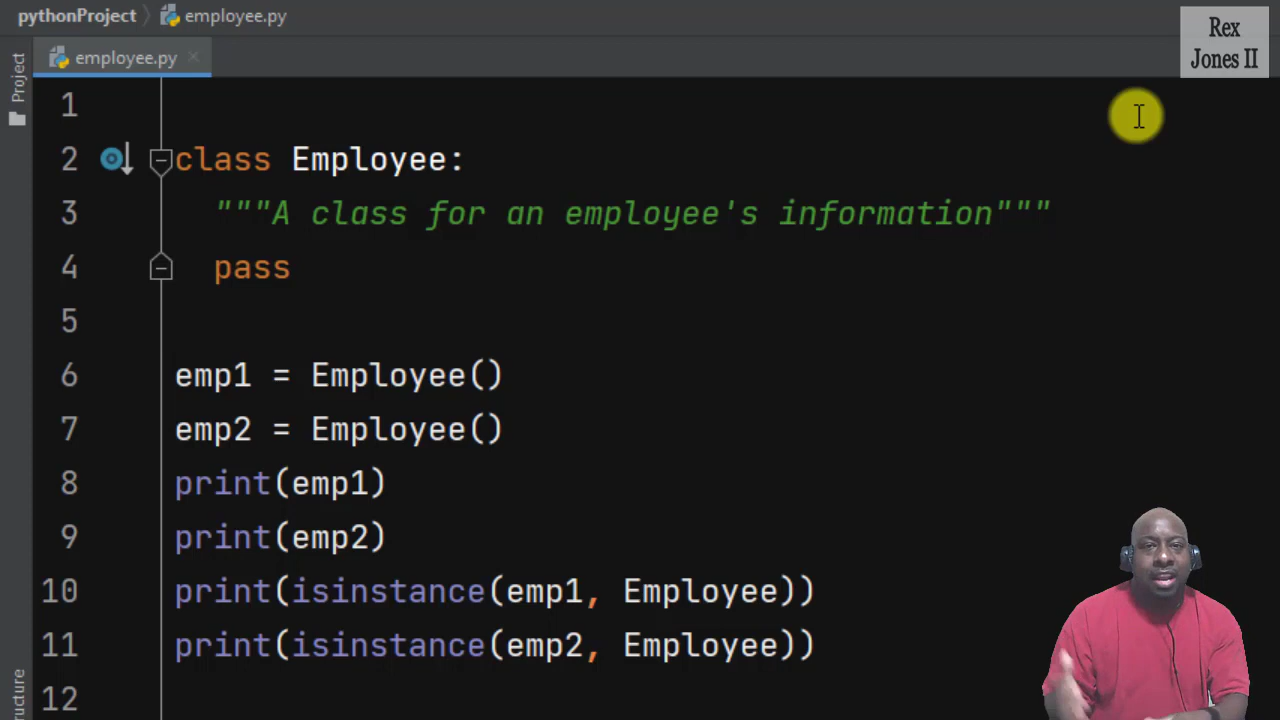 pythonProject employee.py
Rex
Jones II
employee.py
Project
1
2 class Employee:
3 """A class for an employee's information"""
4 pass
5
6 emp1 = Employee()
7 emp2 = Employee()
8 print(emp1)
9 print(emp2)
10 print(isinstance(emp1, Employee))
11 print(isinstance(emp2, Employee))
12
ructure